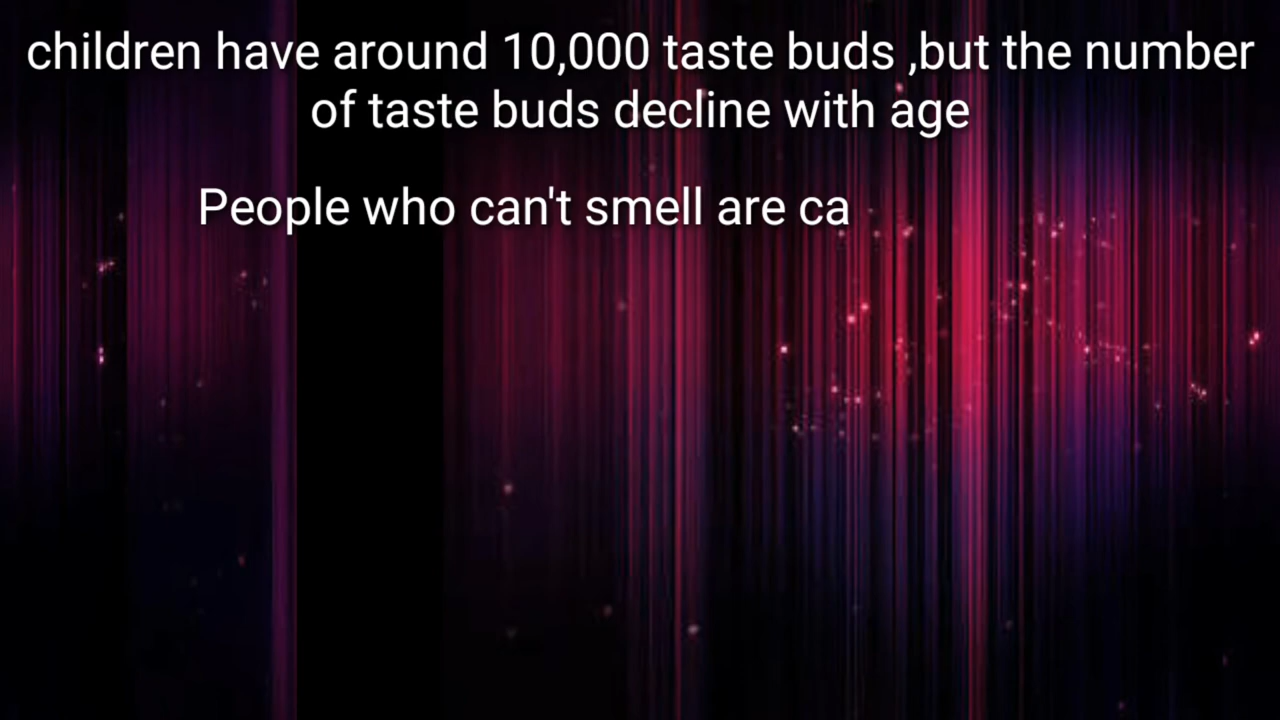 children have around 10,000 taste buds ,but the number
of taste buds decline with age
People who can't smell are ca